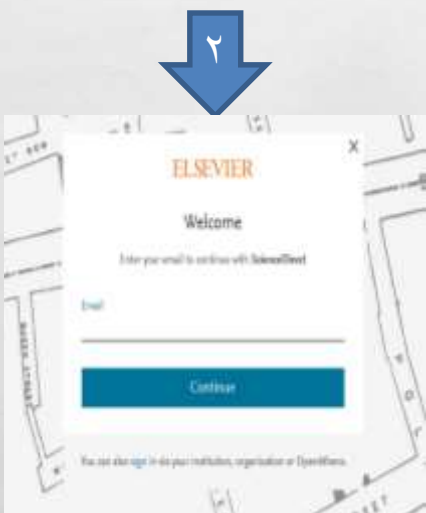 ٢
X
ELSEVIER
Welcome
Enter your email to continue with ScienceDirect
Email
Continue
You can also sign in via your institution, organisation or OpenAthens.